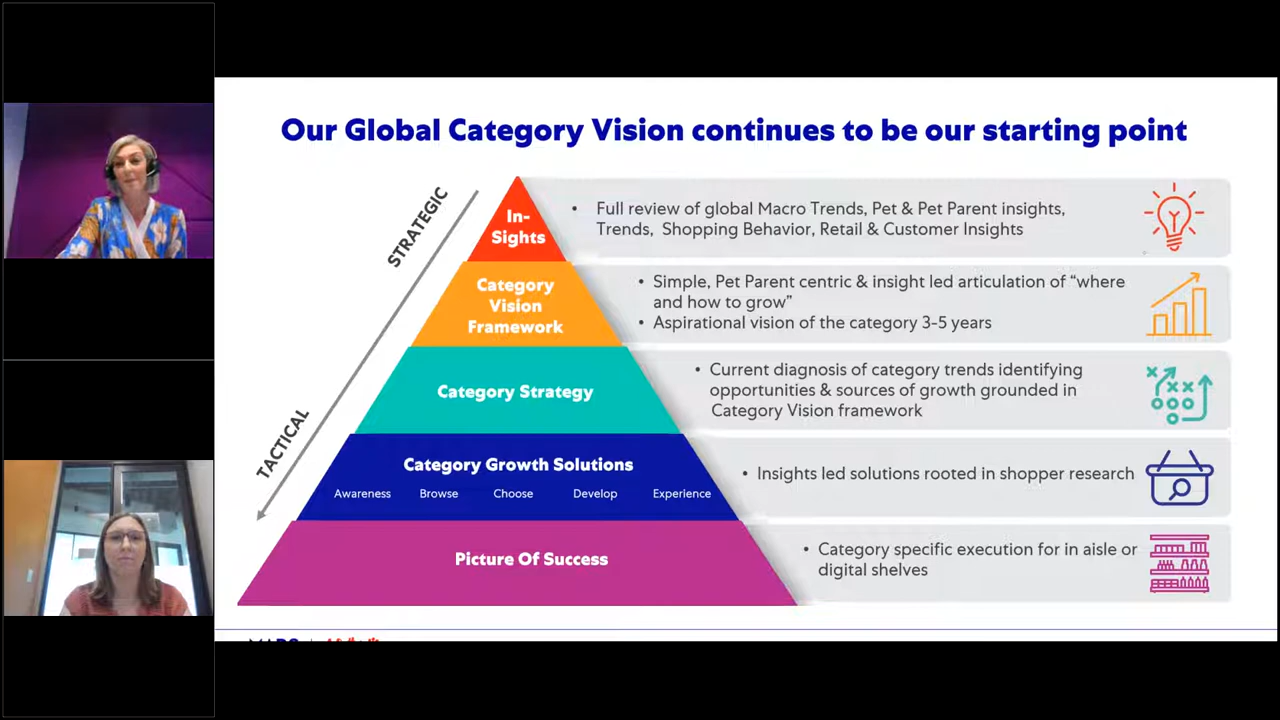 Our Global Category Vision continues to be our starting point
STRATEGIC
TACTICAL
In-
Sights
• Full review of global Macro Trends, Pet & Pet Parent insights,
Trends, Shopping Behavior, Retail & Customer Insights
Category
Vision
Framework
• Simple, Pet Parent centric & insight led articulation of “where
and how to grow”
• Aspirational vision of the category 3-5 years
Category Strategy
• Current diagnosis of category trends identifying
opportunities & sources of growth grounded in
Category Vision framework
Category Growth Solutions
Awareness Browse Choose Develop Experience
• Insights led solutions rooted in shopper research
Picture Of Success
• Category specific execution for in aisle or
digital shelves